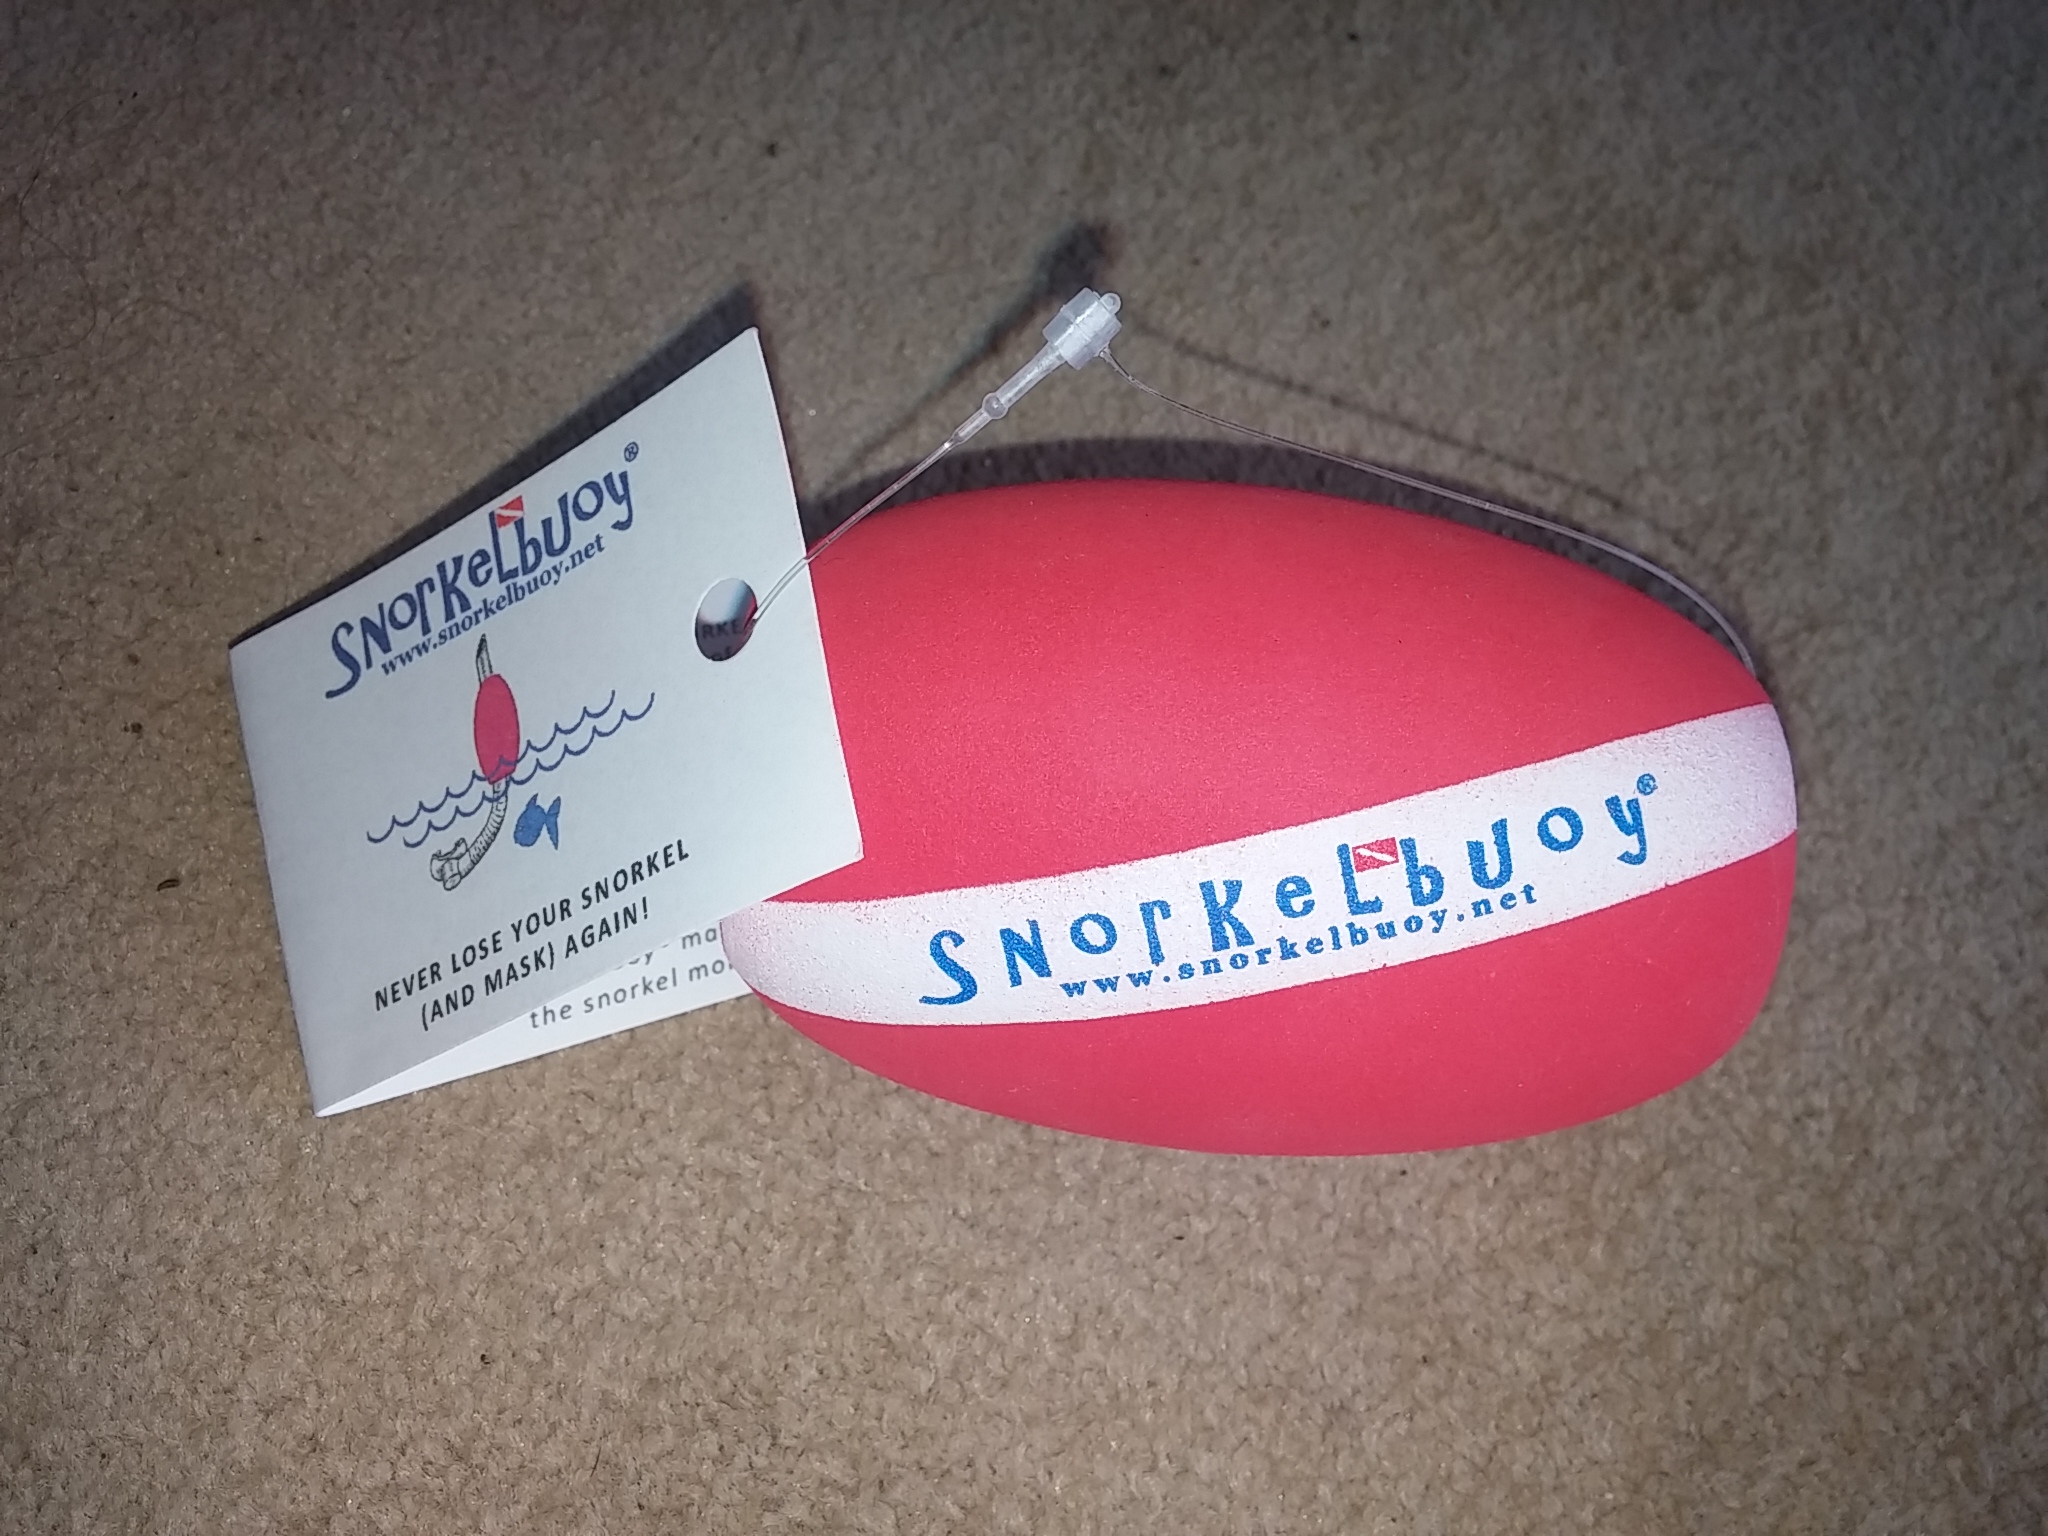 Snorkelbuoy®
www.snorkelbuoy.net
NEVER LOSE YOUR SNORKEL
(AND MASK) AGAIN!
the snorkel
Snorkelbuoy®
www.snorkelbuoy.net